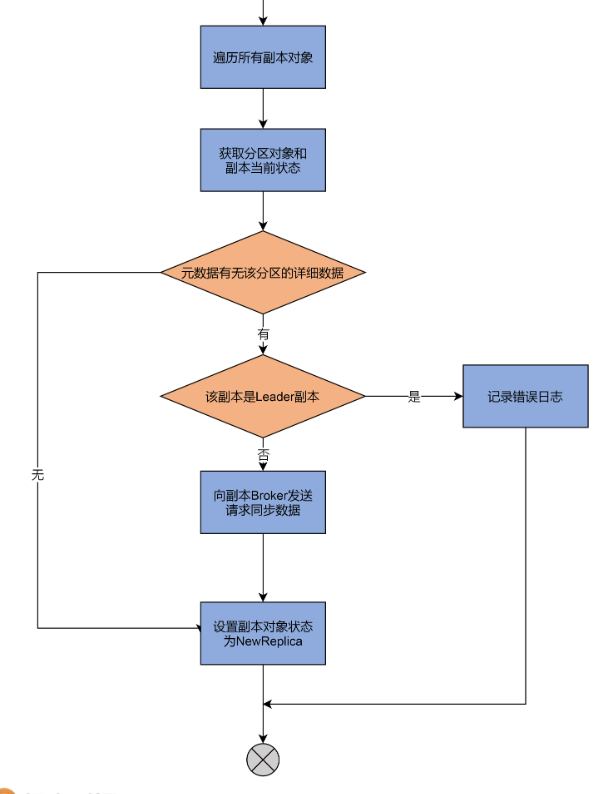 遍历所有副本对象
获取分区对象和
副本当前状态
元数据有无该分区的详细数据
有
该副本是Leader副本
是
记录错误日志
否
无
向副本Broker发送
请求同步数据
设置副本对象状态
为NewReplica